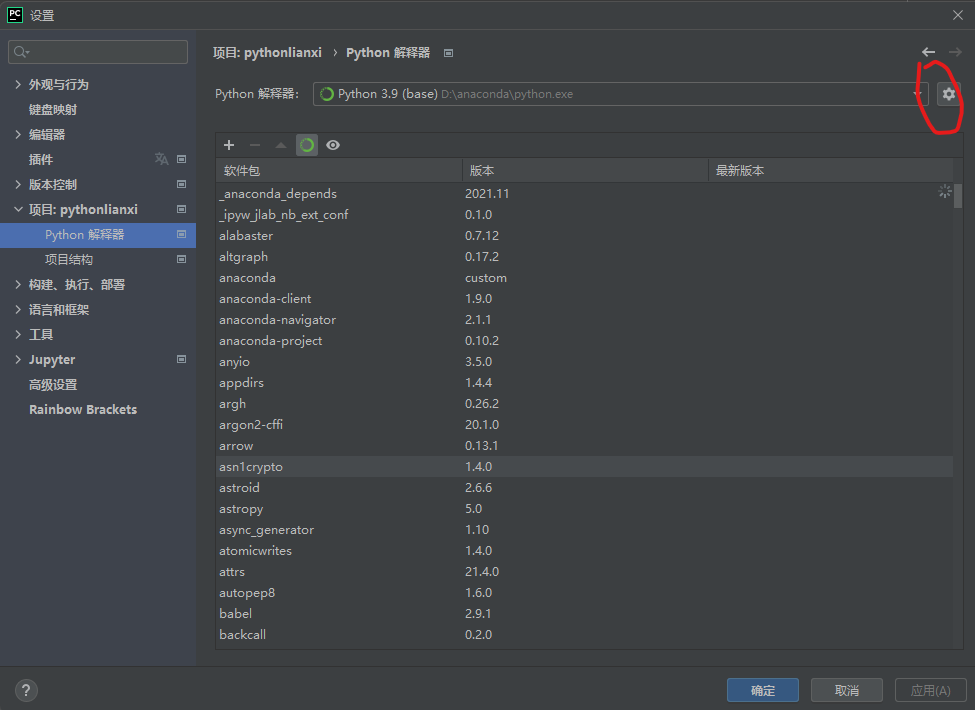 PC 设置
项目: pythonlianxi › Python 解释器
外观与行为
键盘映射
编辑器
插件
版本控制
项目: pythonlianxi
Python 解释器
项目结构
构建、执行、部署
语言和框架
工具
Jupyter
高级设置
Rainbow Brackets
Python 解释器: Python 3.9 (base) D:\anaconda\python.exe
软件包 版本 最新版本
_anaconda_depends 2021.11
_ipyw_jlab_nb_ext_conf 0.1.0
alabaster 0.7.12
altgraph 0.17.2
anaconda custom
anaconda-client 1.9.0
anaconda-navigator 2.1.1
anaconda-project 0.10.2
anyio 3.5.0
appdirs 1.4.4
argh 0.26.2
argon2-cffi 20.1.0
arrow 0.13.1
asn1crypto 1.4.0
astroid 2.6.6
astropy 5.0
async_generator 1.10
atomicwrites 1.4.0
attrs 21.4.0
autopep8 1.6.0
babel 2.9.1
backcall 0.2.0
? 确定 取消 应用(A)